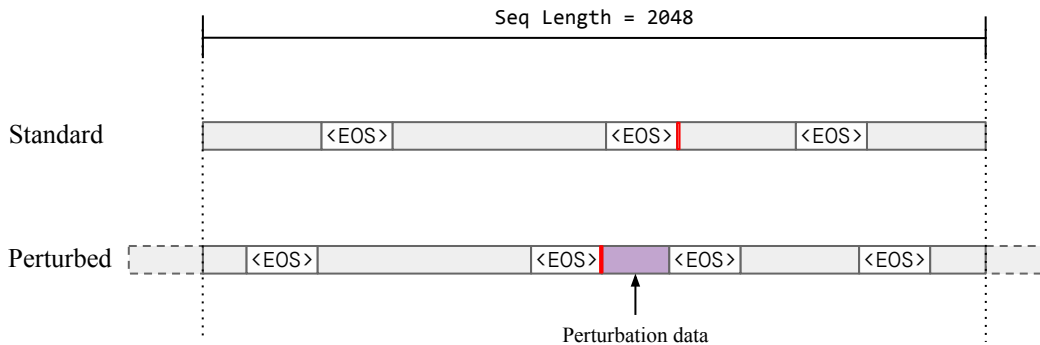 Seq Length = 2048
Standard <EOS> <EOS> <EOS>
Perturbed <EOS> <EOS> <EOS> <EOS>
Perturbation data